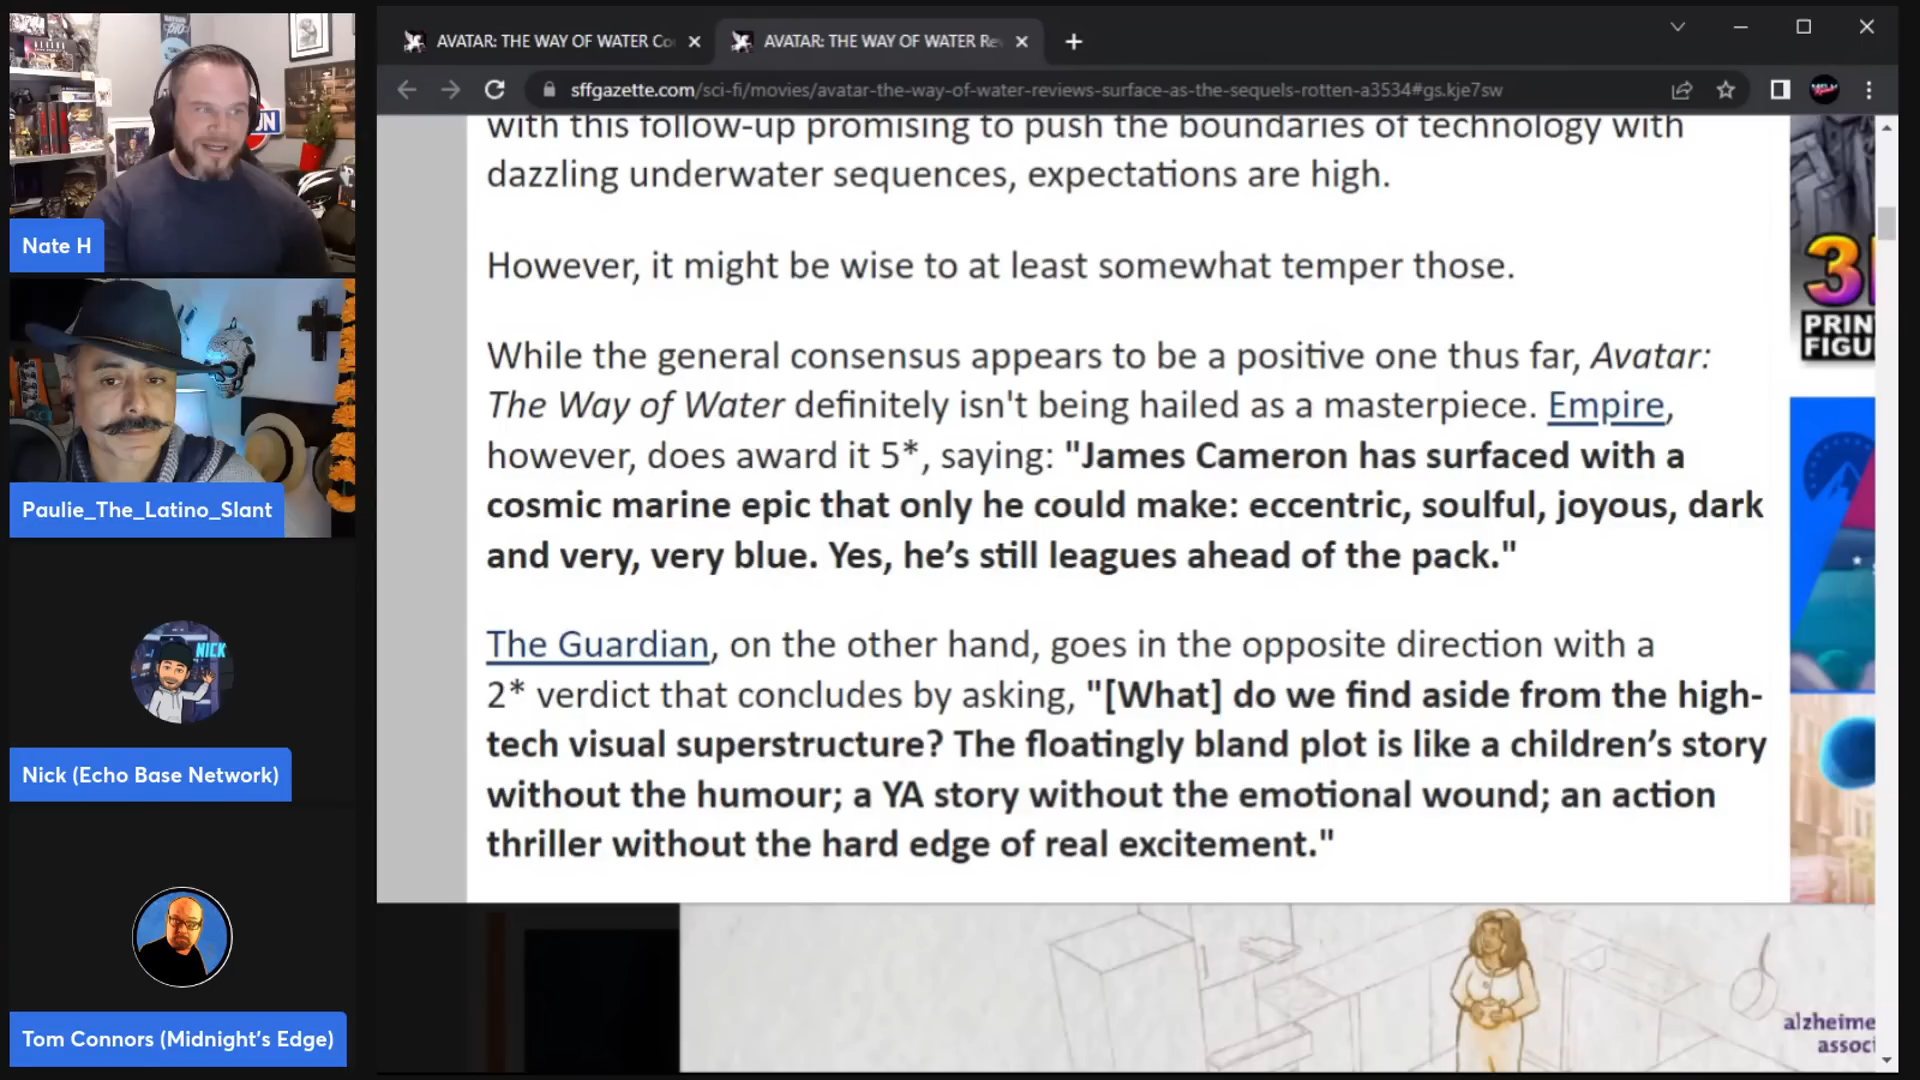 AVATAR: THE WAY OF WATER Co
AVATAR: THE WAY OF WATER Re
sffgazette.com/sci-fi/movies/avatar-the-way-of-water-reviews-surface-as-the-sequels-rotten-a3534#gs.kje7sw
with this follow-up promising to push the boundaries of technology with
dazzling underwater sequences, expectations are high.
However, it might be wise to at least somewhat temper those.
While the general consensus appears to be a positive one thus far, Avatar:
The Way of Water definitely isn't being hailed as a masterpiece. Empire,
however, does award it 5*, saying: "James Cameron has surfaced with a
cosmic marine epic that only he could make: eccentric, soulful, joyous, dark
and very, very blue. Yes, he’s still leagues ahead of the pack."
The Guardian, on the other hand, goes in the opposite direction with a
2* verdict that concludes by asking, "[What] do we find aside from the high-
tech visual superstructure? The floatingly bland plot is like a children’s story
without the humour; a YA story without the emotional wound; an action
thriller without the hard edge of real excitement."
Nate H
Paulie_The_Latino_Slant
NICK
Nick (Echo Base Network)
Tom Connors (Midnight’s Edge)
3
PRIN
FIGU
alzheime
assoc